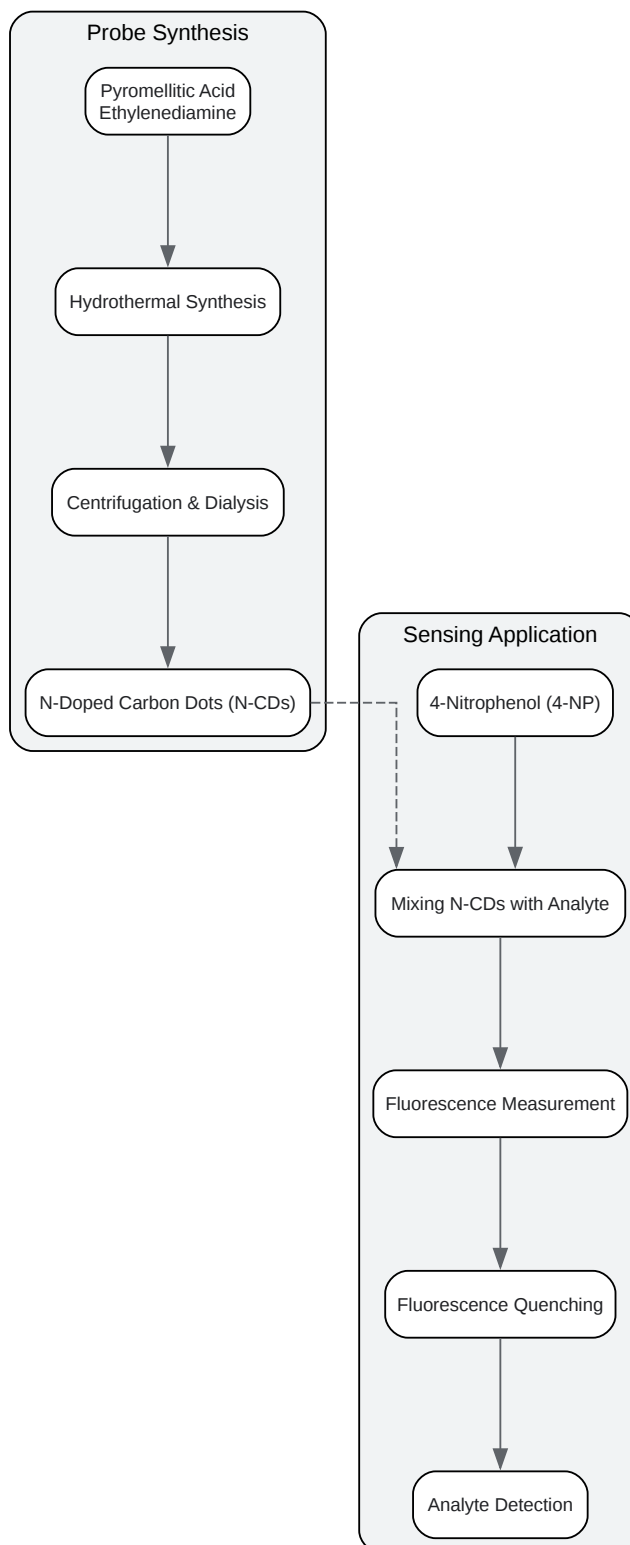 Probe Synthesis
Pyromellitic Acid
Ethylenediamine
Hydrothermal Synthesis
Centrifugation & Dialysis
N-Doped Carbon Dots (N-CDs)
Sensing Application
4-Nitrophenol (4-NP)
Mixing N-CDs with Analyte
Fluorescence Measurement
Fluorescence Quenching
Analyte Detection